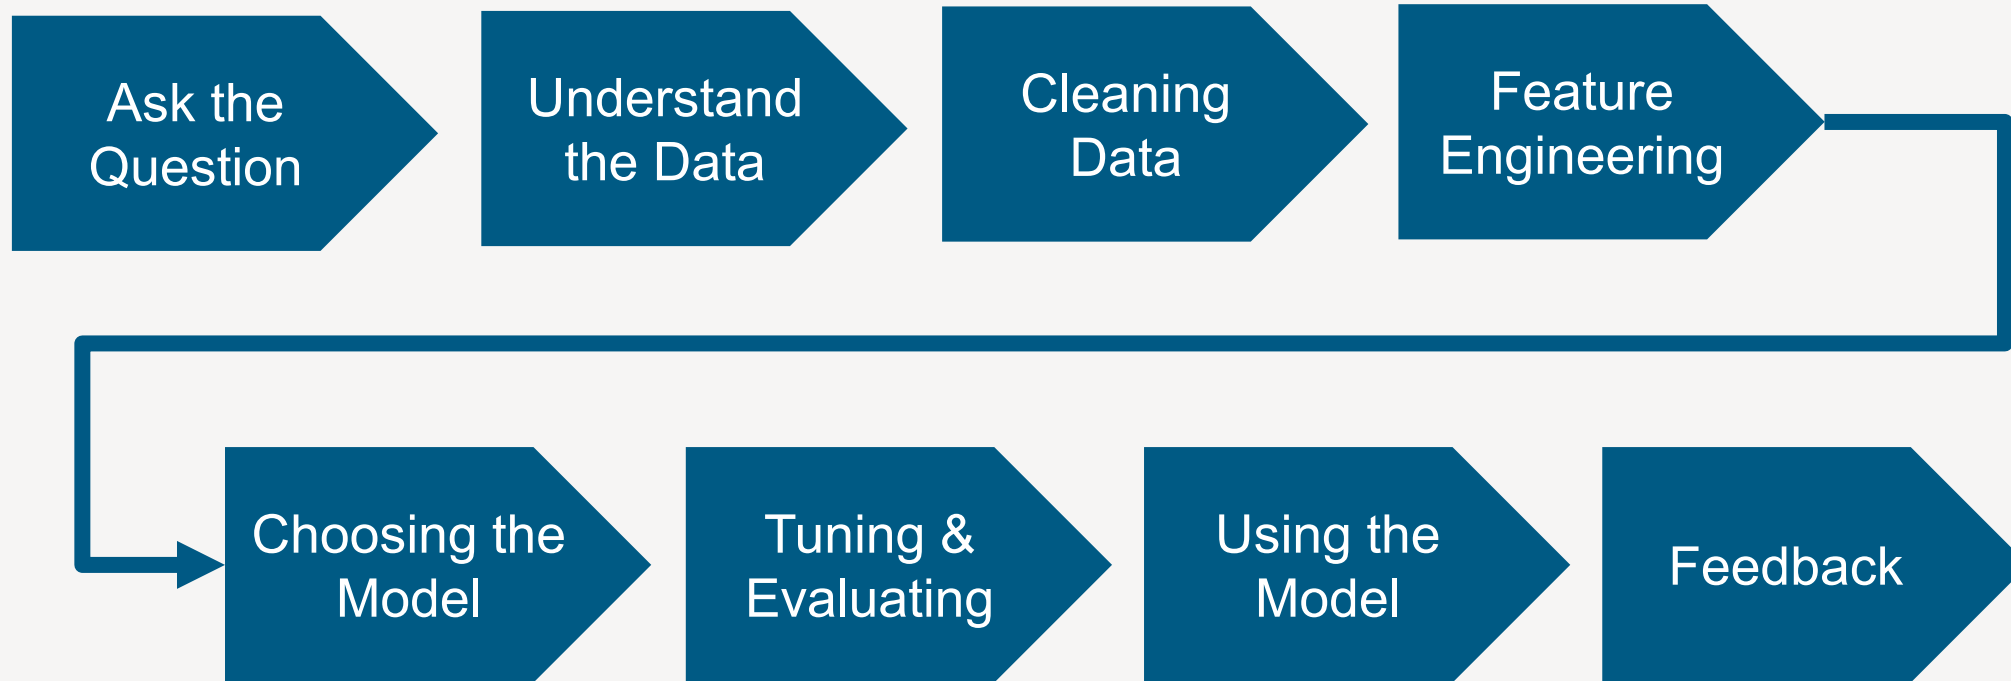 Ask the
Question
Understand
the Data
Cleaning
Data
Feature
Engineering
Choosing the
Model
Tuning &
Evaluating
Using the
Model
Feedback